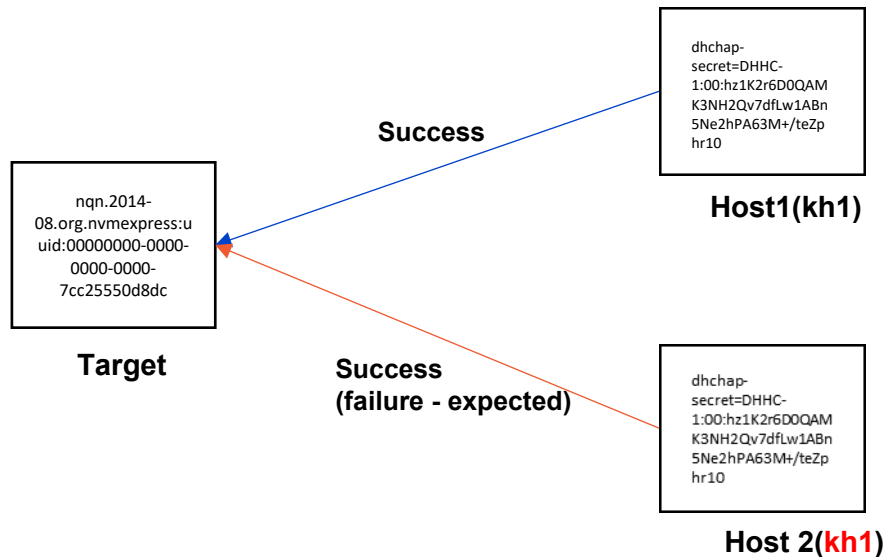 dhchap-
secret=DHHC-
1:00:hz1K2r6D0QAM
K3NH2Qv7dfLw1ABn
5Ne2hPA63M+/teZp
hr10
Host1(kh1)
Success
nqn.2014-
08.org.nvmexpress:u
uid:00000000-0000-
0000-0000-
7cc25550d8dc
Target
Success
(failure - expected)
dhchap-
secret=DHHC-
1:00:hz1K2r6D0QAM
K3NH2Qv7dfLw1ABn
5Ne2hPA63M+/teZp
hr10
Host 2(kh1)